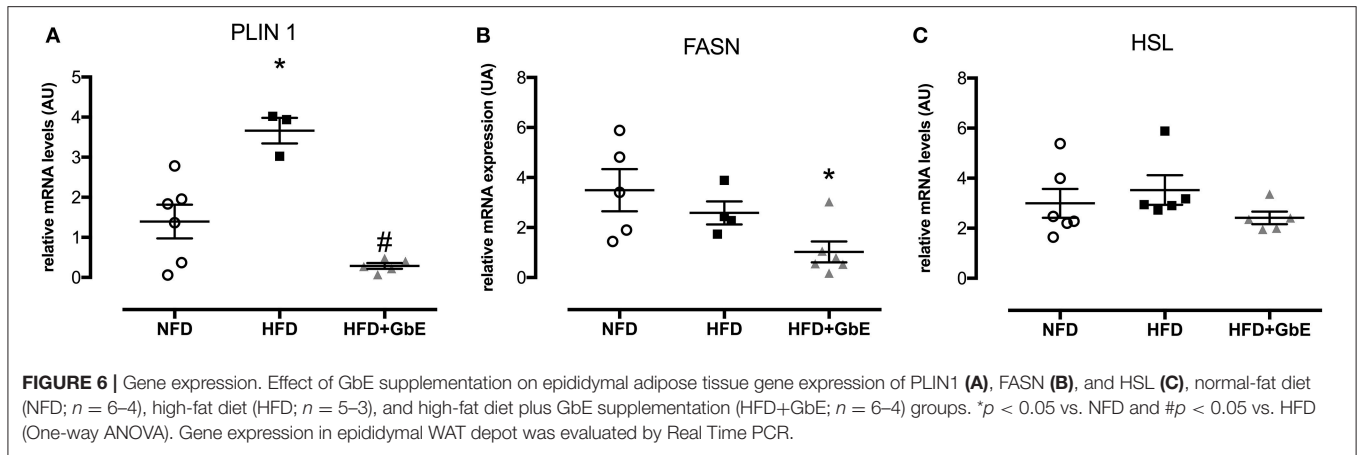 A
PLIN 1
*
relative mRNA levels (AU)
5
4
3
2
1
0
#
NFD
HFD
HFD+GbE
B
FASN
relative mRNA expression (UA)
8
6
4
2
0
*
NFD
HFD
HFD+GbE
C
HSL
relative mRNA levels (AU)
8
6
4
2
0
NFD
HFD
HFD+GbE
FIGURE 6 | Gene expression. Effect of GbE supplementation on epididymal adipose tissue gene expression of PLIN1 (A), FASN (B), and HSL (C), normal-fat diet
(NFD; n = 6–4), high-fat diet (HFD; n = 5–3), and high-fat diet plus GbE supplementation (HFD+GbE; n = 6–4) groups. *p < 0.05 vs. NFD and #p < 0.05 vs. HFD
(One-way ANOVA). Gene expression in epididymal WAT depot was evaluated by Real Time PCR.